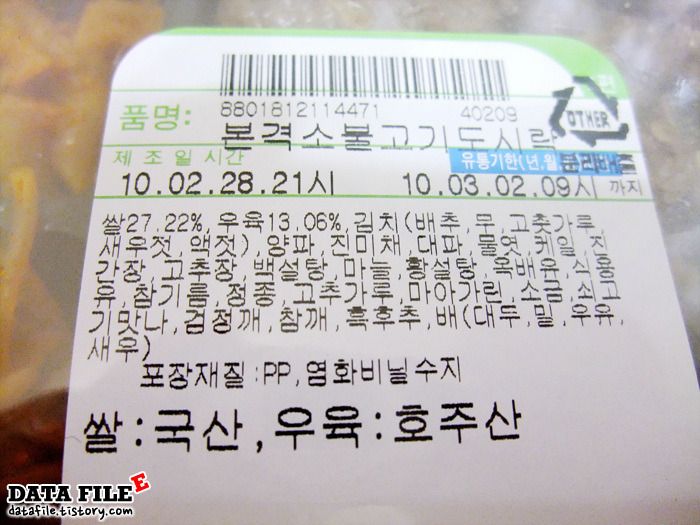 편
8801812114471 40209
품명: 본격소불고기도시락
OTHER
제조일시간 유통기한(년,월
10.02.28.21시 10.03.02.09시 까지
쌀27.22%,우육13.06%,김치(배추,무,고춧가루,
새우젓,액젓),양파,진미채,대파,물엿,케일,진
간장,고추장,백설탕,마늘,황설탕,옥배유,식용
유,참기름,정종,고추가루,마아가린,소금,쇠고
기맛나,검정깨,참깨,흑후추,배(대두,밀,우유,
새우)
포장재질:PP,염화비닐수지
쌀:국산,우육:호주산
DATA FILE E
datafile.tistory.com